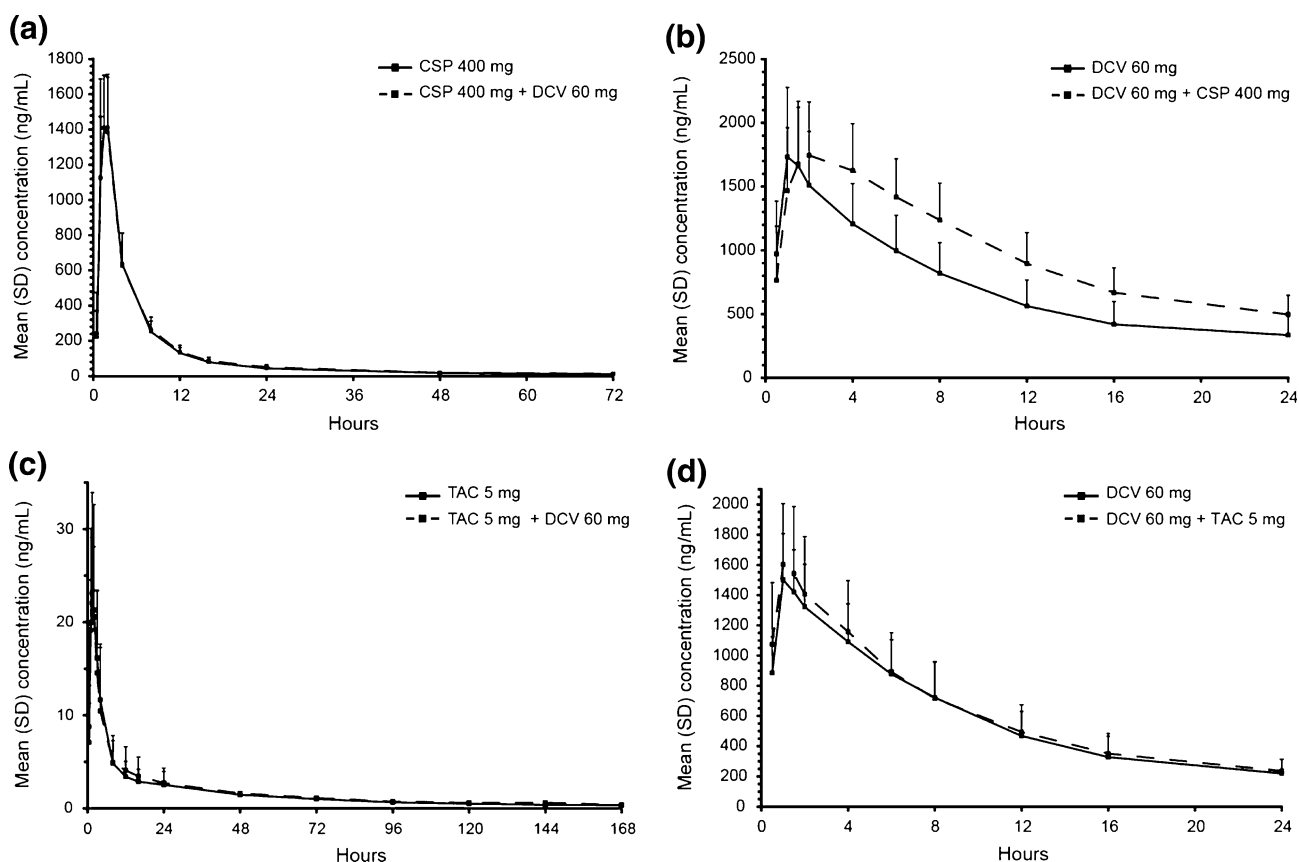 (a)
Mean (SD) concentration (ng/mL)
1800
1600
1400
1200
1000
800
600
400
200
0
0 12 24 36 48 60 72
Hours
CSP 400 mg
CSP 400 mg + DCV 60 mg
(b)
Mean (SD) concentration (ng/mL)
2500
2000
1500
1000
500
0
0 4 8 12 16 20 24
Hours
DCV 60 mg
DCV 60 mg + CSP 400 mg
(c)
Mean (SD) concentration (ng/mL)
30
20
10
0
0 24 48 72 96 120 144 168
Hours
TAC 5 mg
TAC 5 mg + DCV 60 mg
(d)
Mean (SD) concentration (ng/mL)
2000
1800
1600
1400
1200
1000
800
600
400
200
0
0 4 8 12 16 20 24
Hours
DCV 60 mg
DCV 60 mg + TAC 5 mg